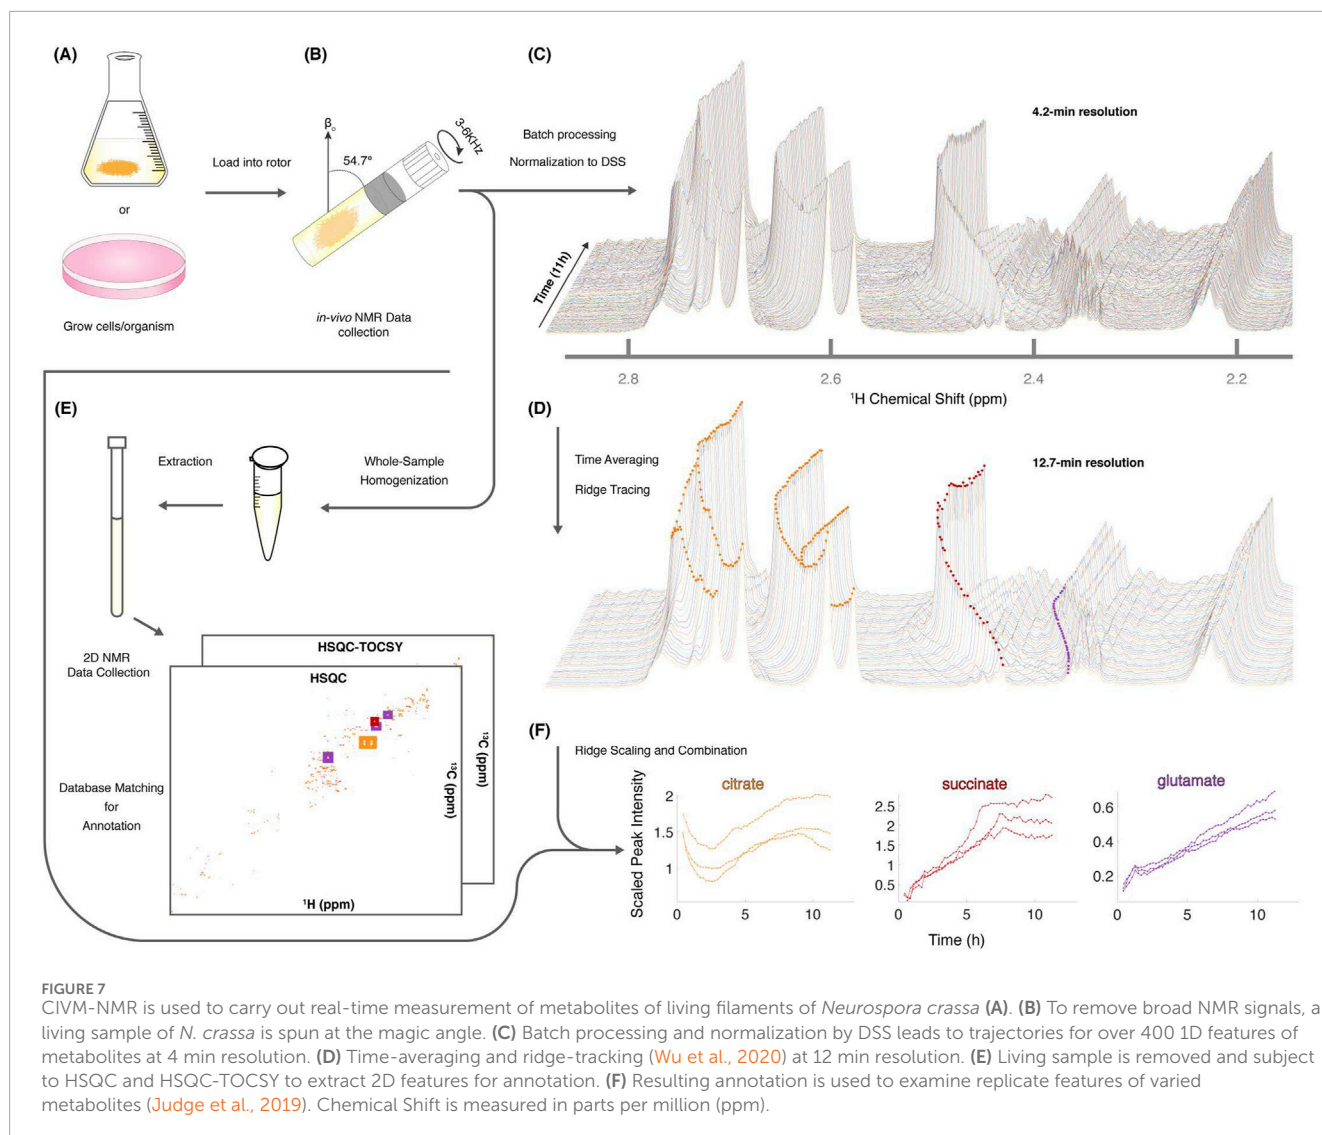 (A)
or
Grow cells/organism
Load into rotor
(B)
β₀
54.7°
3-6KHz
in-vivo NMR Data
collection
Batch processing
Normalization to DSS
(C)
4.2-min resolution
Time (11h)
2.8
2.6
2.4
2.2
¹H Chemical Shift (ppm)
(D)
Time Averaging
Ridge Tracing
12.7-min resolution
(E)
Extraction
Whole-Sample
Homogenization
2D NMR
Data Collection
HSQC-TOCSY
HSQC
¹³C (ppm)
¹³C (ppm)
¹H (ppm)
Database Matching
for
Annotation
(F)
Ridge Scaling and Combination
Scaled Peak Intensity
citrate
2
1.5
1
0
5
10
succinate
2.5
2
1.5
1
0.5
0
5
10
glutamate
0.6
0.4
0.2
0
5
10
Time (h)
FIGURE 7
CIVM-NMR is used to carry out real-time measurement of metabolites of living filaments of Neurospora crassa (A). (B) To remove broad NMR signals, a
living sample of N. crassa is spun at the magic angle. (C) Batch processing and normalization by DSS leads to trajectories for over 400 1D features of
metabolites at 4 min resolution. (D) Time-averaging and ridge-tracking (Wu et al., 2020) at 12 min resolution. (E) Living sample is removed and subject
to HSQC and HSQC-TOCSY to extract 2D features for annotation. (F) Resulting annotation is used to examine replicate features of varied
metabolites (Judge et al., 2019). Chemical Shift is measured in parts per million (ppm).